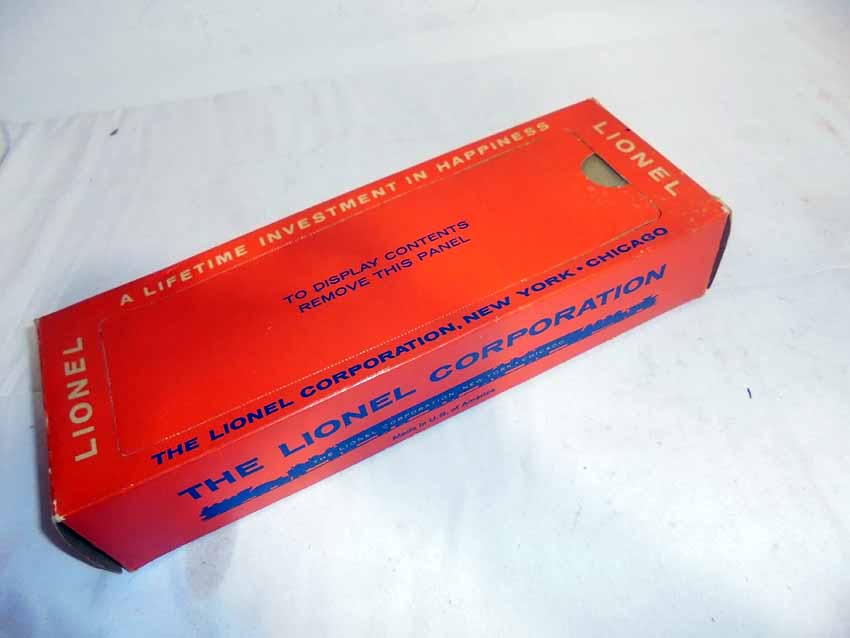 A LIFETIME INVESTMENT IN HAPPINESS
LIONEL
LIONEL
TO DISPLAY CONTENTS
REMOVE THIS PANEL
THE LIONEL CORPORATION, NEW YORK • CHICAGO
THE LIONEL CORPORATION
THE LIONEL CORPORATION, NEW YORK • CHICAGO
Made in U. S. of America